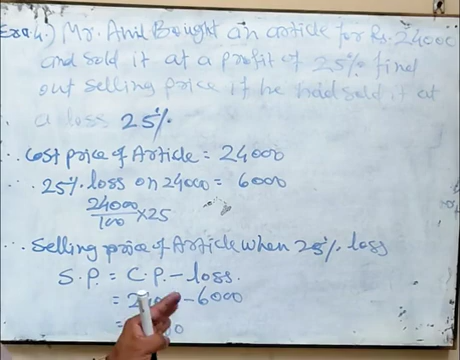 Exa.4.) Mr. Anil Bought an article for Rs. 24000
and sold it at a profit of 25% find
out selling price if he had sold it at
a loss 25%
∴ Cost price of Article = 24000
∴ 25% loss on 24000 = 6000
24000/100 × 25
∴ Selling price of Article when 25% loss
S.P. = C.P. - loss.
= - 6000
=